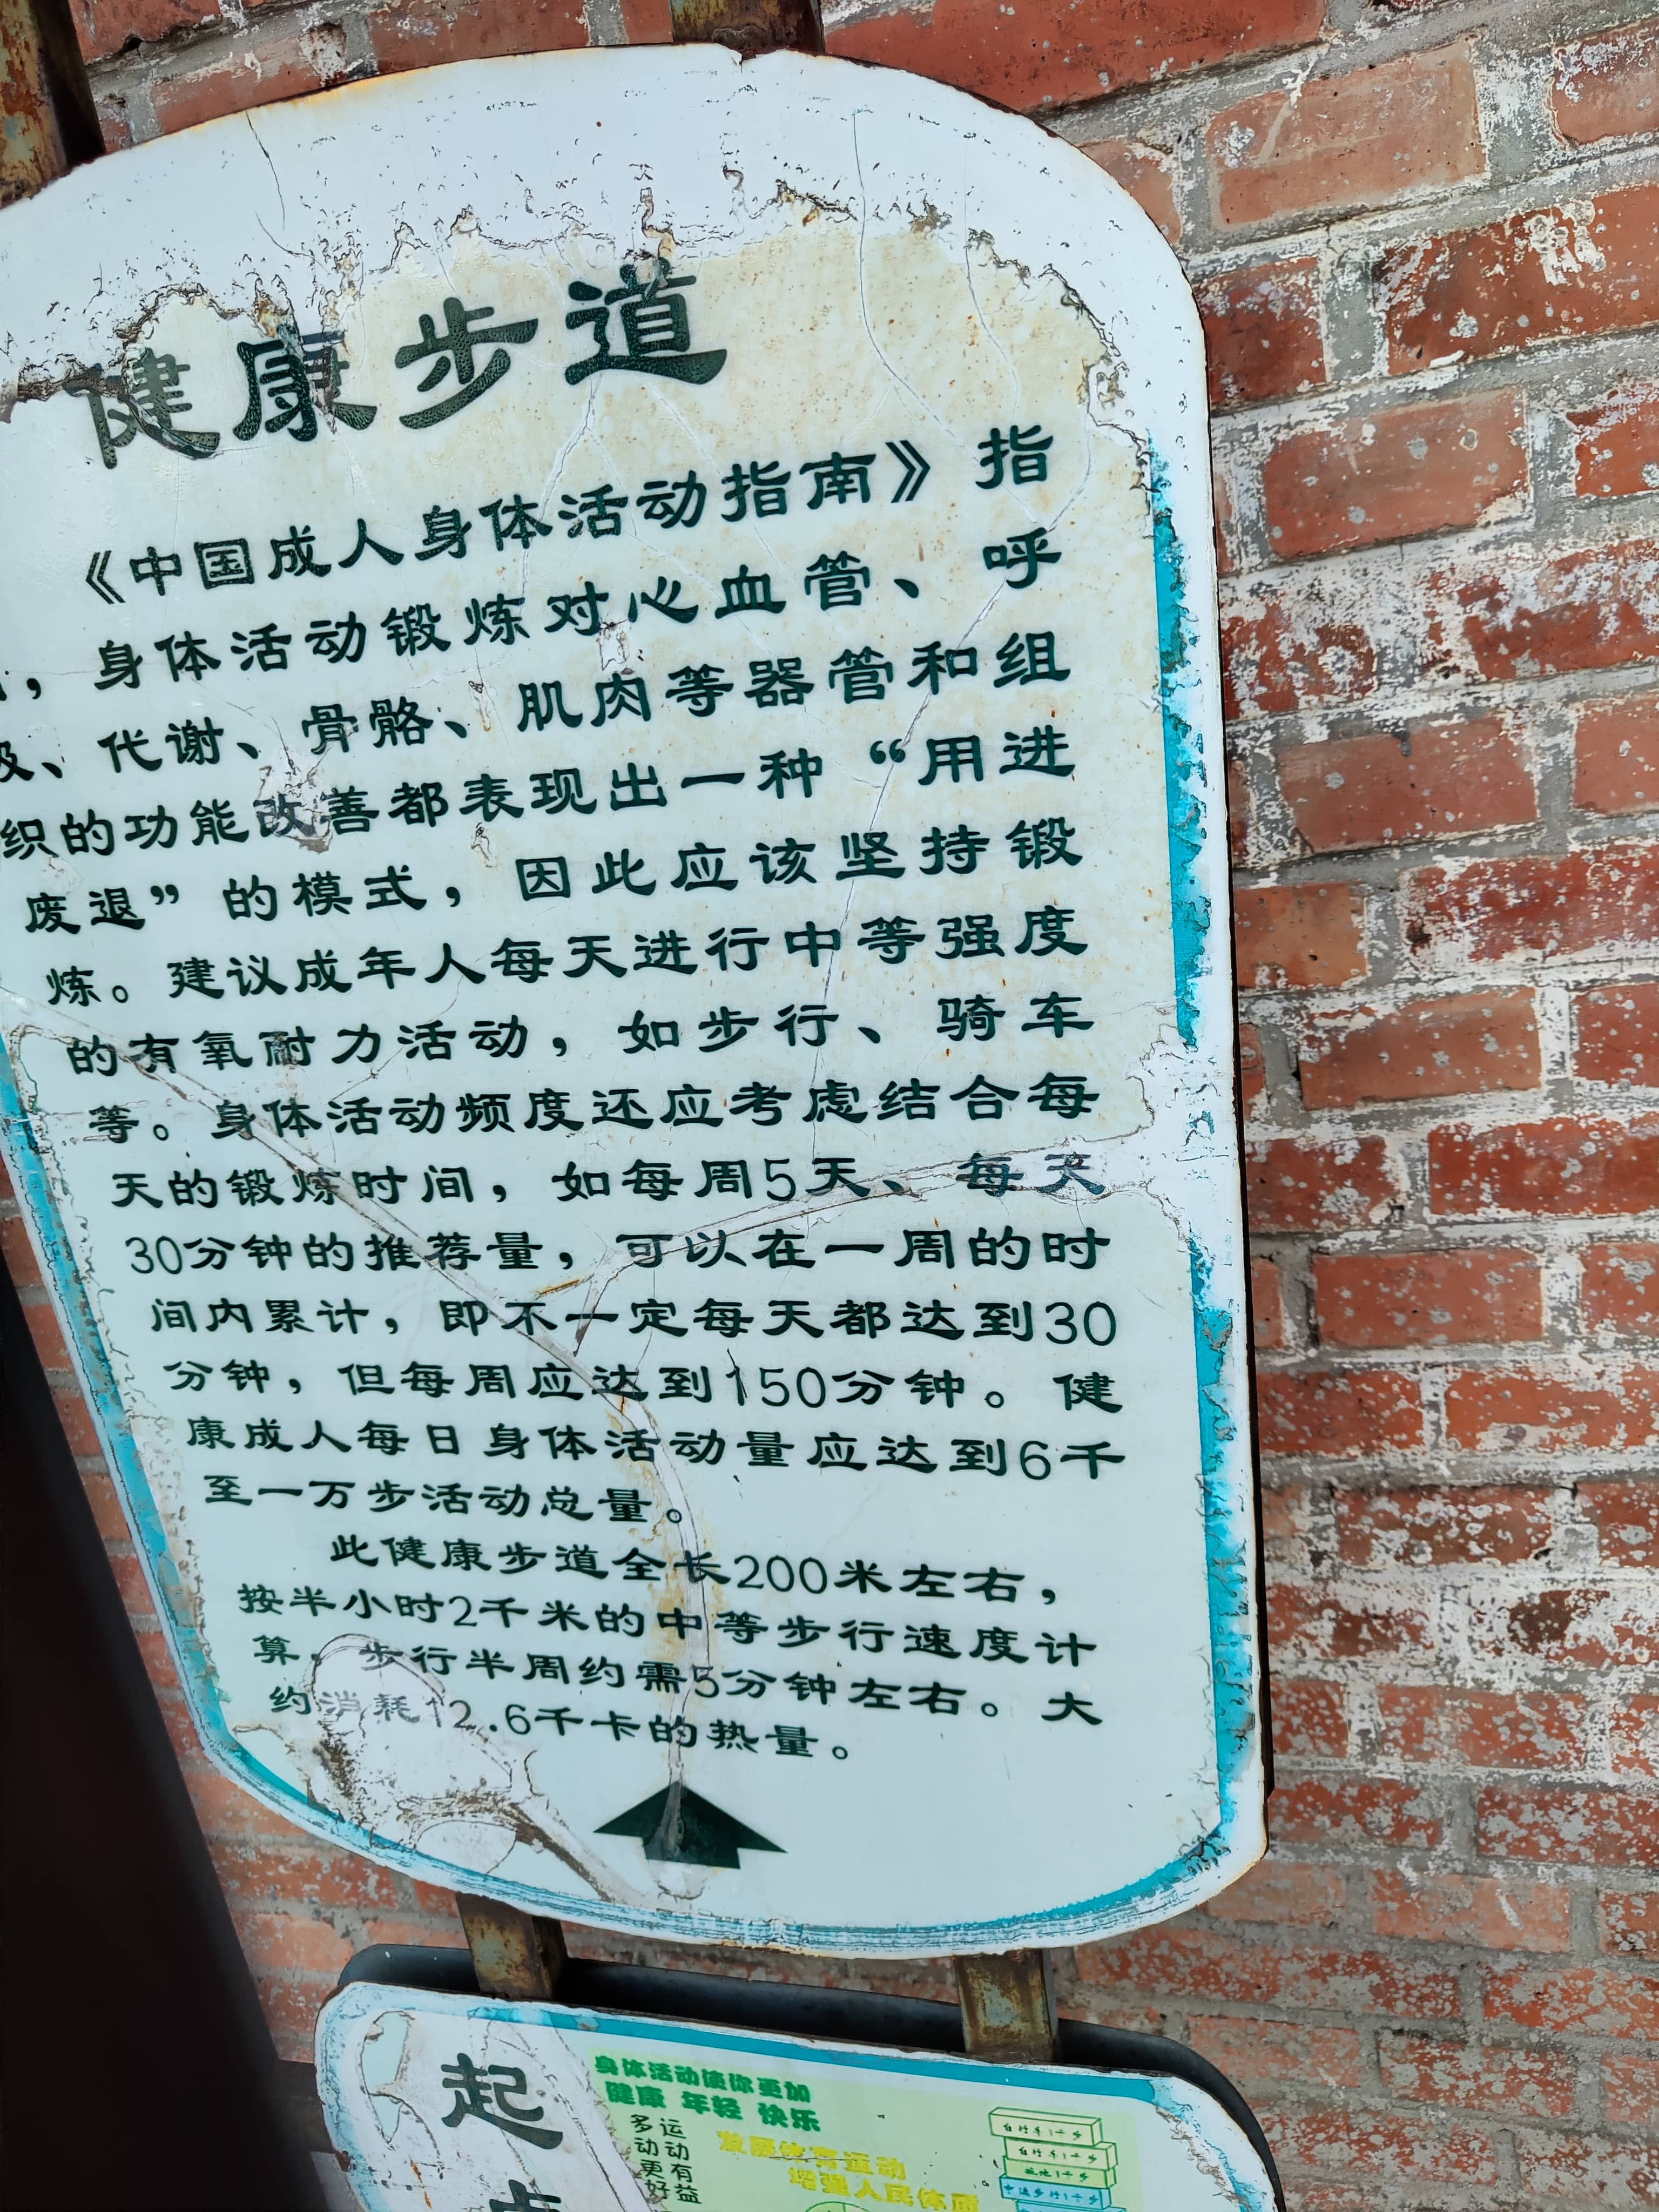 健康步道
《中国成人身体活动指南》指
，身体活动锻炼对心血管、呼
、代谢、骨骼、肌肉等器管和组
织的功能改善都表现出一种“用进
废退”的模式，因此应该坚持锻
炼。建议成年人每天进行中等强度
的有氧耐力活动，如步行、骑车
等。身体活动频度还应考虑结合每
天的锻炼时间，如每周5天、每天
30分钟的推荐量，可以在一周的时
间内累计，即不一定每天都达到30
分钟，但每周应达到150分钟。健
康成人每日身体活动量应达到6千
至一万步活动总量。
此健康步道全长200米左右，
按半小时2千米的中等步行速度计
算，步行半周约需5分钟左右。大
约消耗12.6千卡的热量。
起
身体活动使你更加
健康 年轻 快乐
多运
动动
更有
好益
发展体育运动
增强人民体质
自行车1千步
自行车1千步